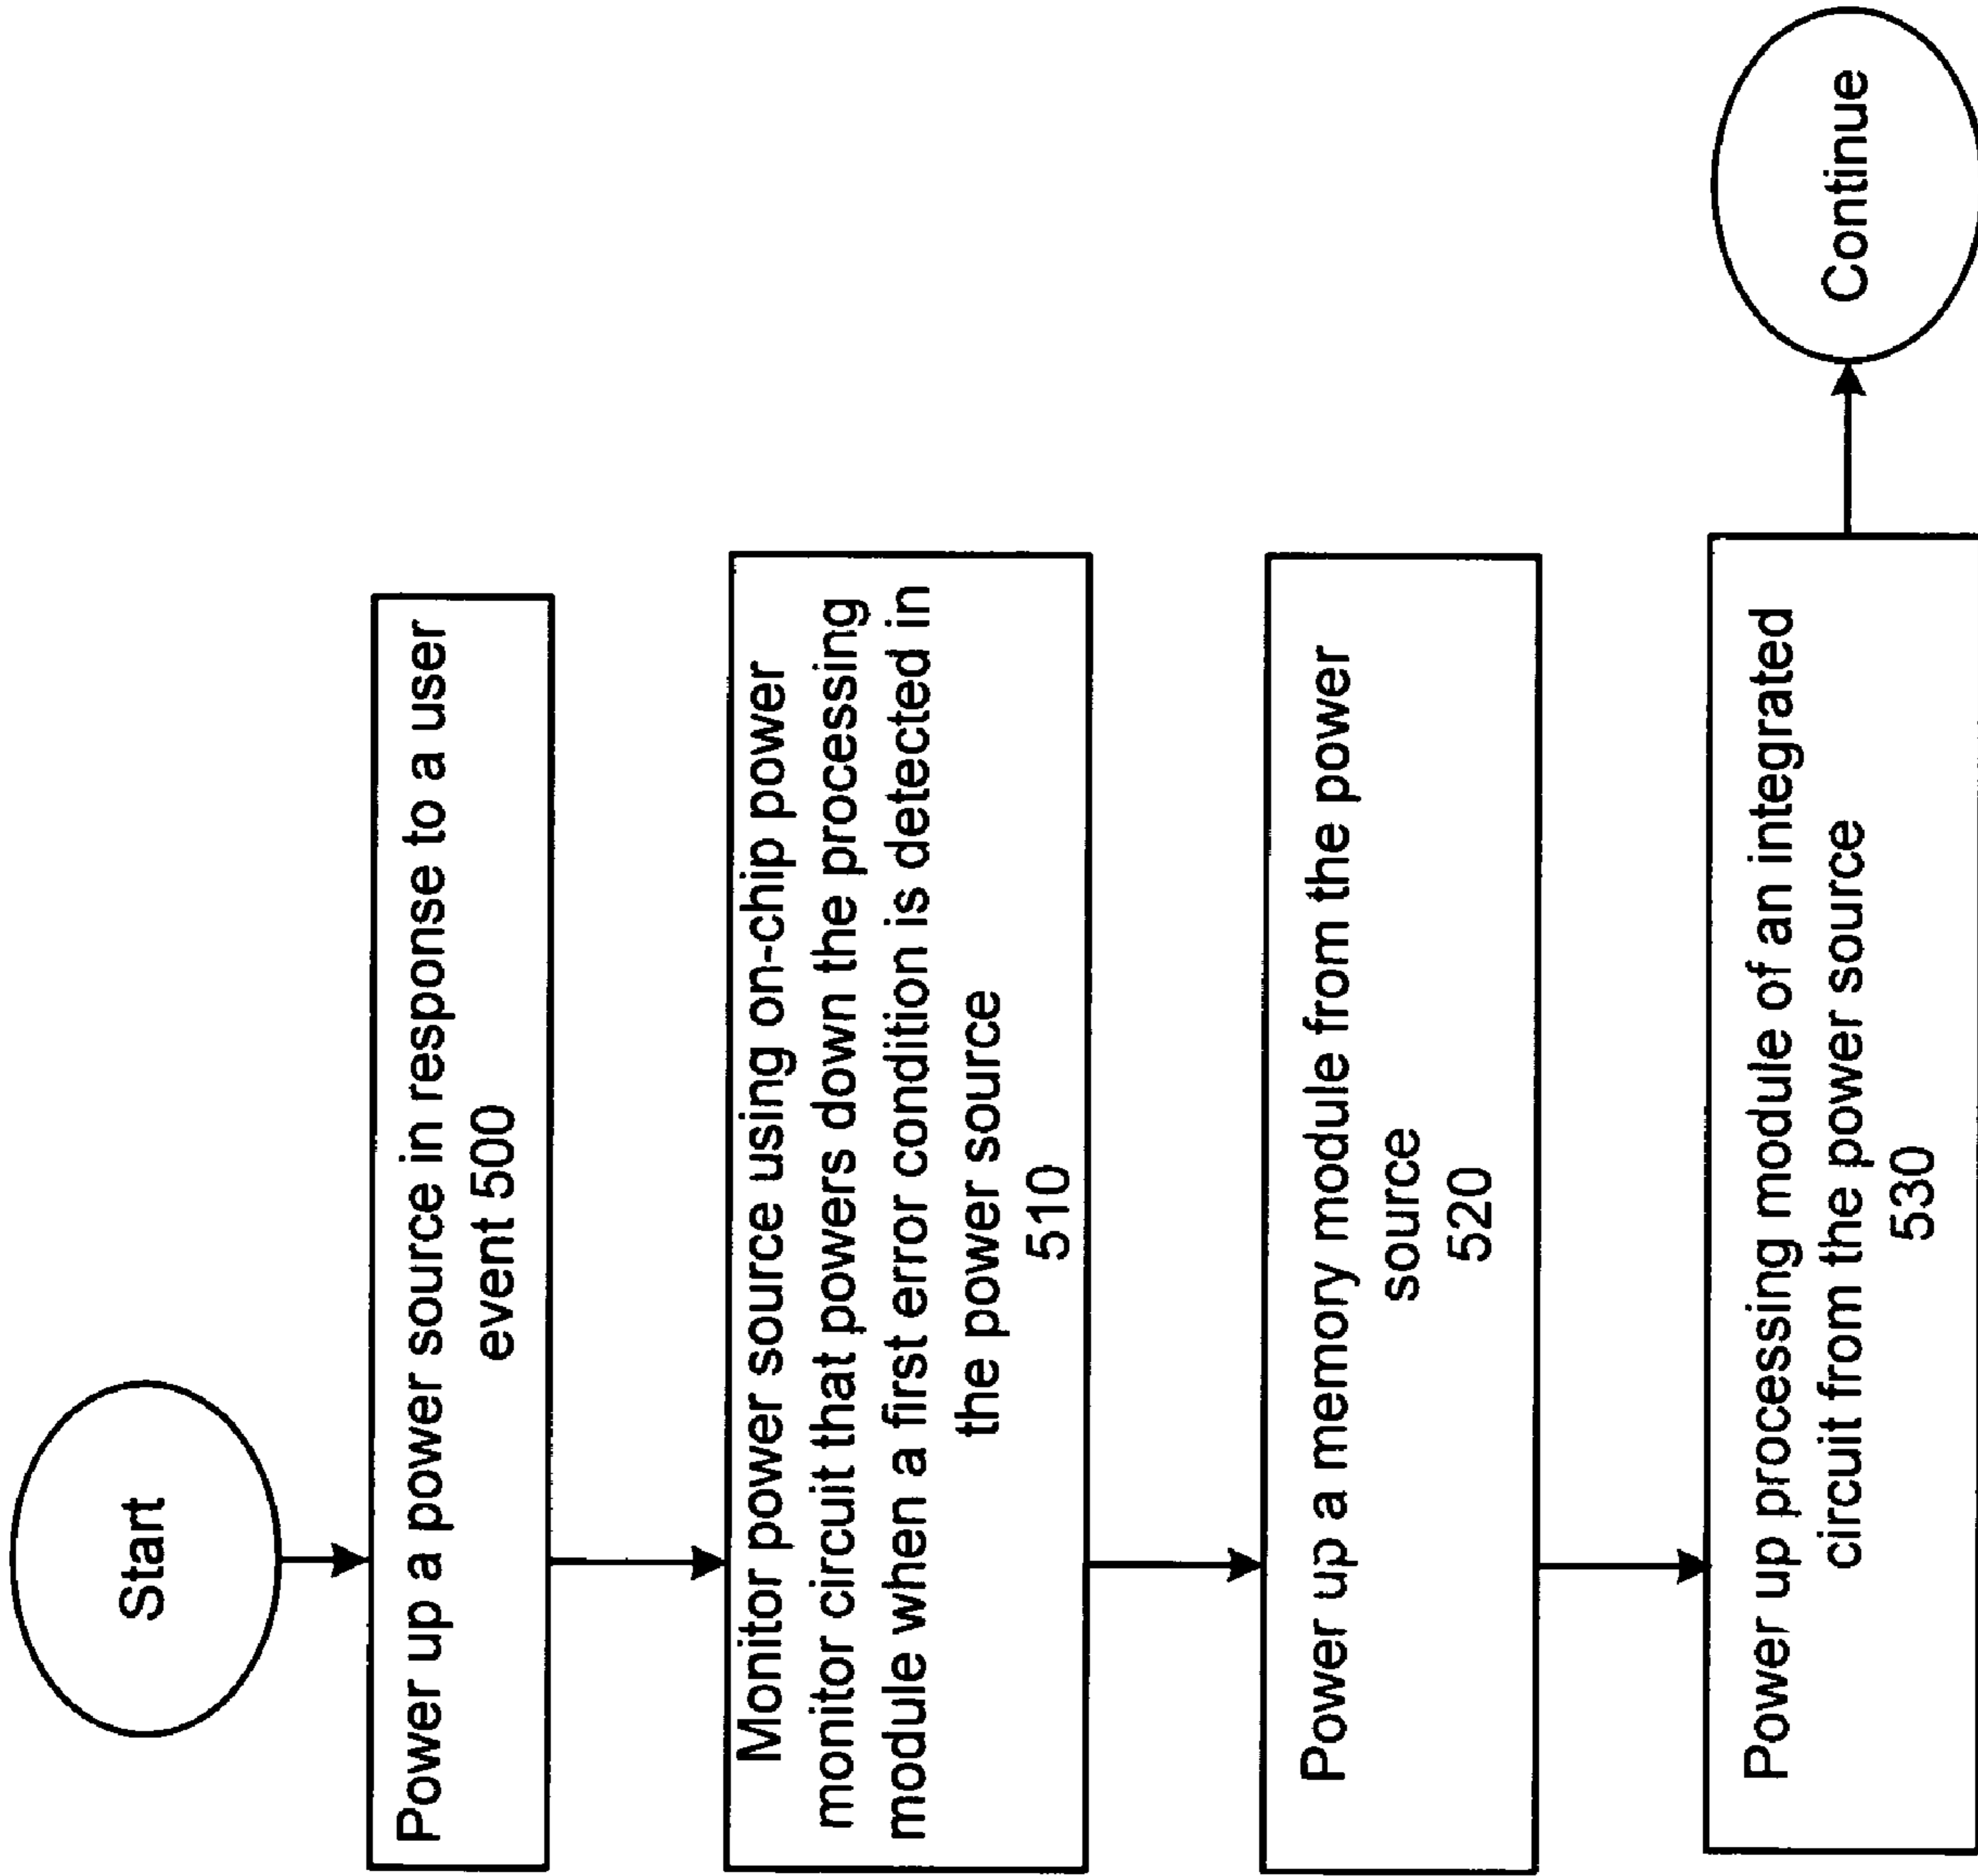 Start
Power up a power source in response to a user
event 500
Monitor power source using on-chip power
monitor circuit that powers down the processing
module when a first error condition is detected in
the power source
510
Power up a memory module from the power
source
520
Power up processing module of an integrated
circuit from the power source
530
Continue